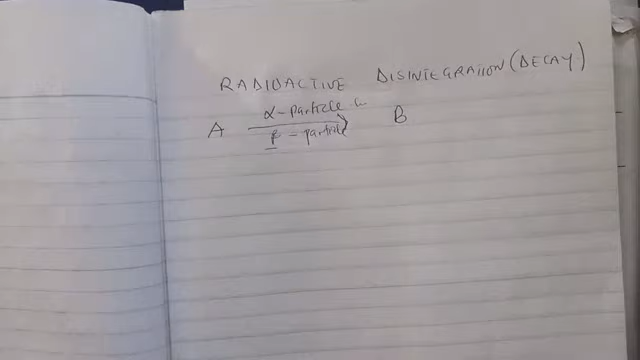 RADIOACTIVE DISINTEGRATION (DECAY)
α-particle
A → B
β-particle